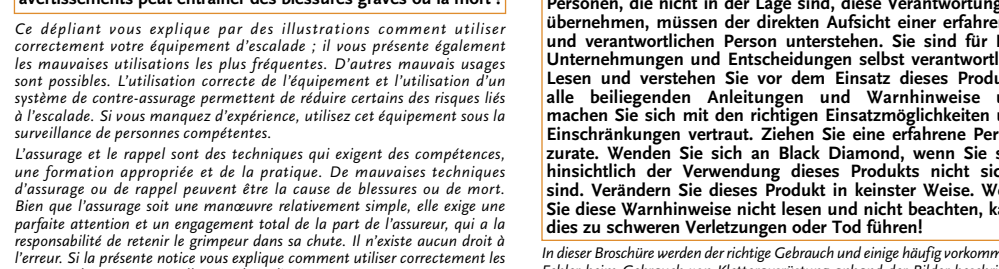 avertissements peut entraîner des blessures graves ou la mort !
Ce dépliant vous explique par des illustrations comment utiliser
correctement votre équipement d'escalade ; il vous présente également
les mauvaises utilisations les plus fréquentes. D'autres mauvais usages
sont possibles. L'utilisation correcte de l'équipement et l'utilisation d'un
système de contre-assurage permettent de réduire certains des risques liés
à l'escalade. Si vous manquez d'expérience, utilisez cet équipement sous la
surveillance de personnes compétentes.
L'assurage et le rappel sont des techniques qui exigent des compétences,
une formation appropriée et de la pratique. De mauvaises techniques
d'assurage ou de rappel peuvent être la cause de blessures ou de mort.
Bien que l'assurage soit une manœuvre relativement simple, elle exige une
parfaite attention et un engagement total de la part de l'assureur, qui a la
responsabilité de retenir le grimpeur dans sa chute. Il n'existe aucun droit à
l'erreur. Si la présente notice vous explique comment utiliser correctement les
Personen, die nicht in der Lage sind, diese Verantwortung
übernehmen, müssen der direkten Aufsicht einer erfahre
und verantwortlichen Person unterstehen. Sie sind für
Unternehmungen und Entscheidungen selbst verantwortl
Lesen und verstehen Sie vor dem Einsatz dieses Produ
alle beiliegenden Anleitungen und Warnhinweise
machen Sie sich mit den richtigen Einsatzmöglichkeiten
Einschränkungen vertraut. Ziehen Sie eine erfahrene Per
zurate. Wenden Sie sich an Black Diamond, wenn Sie s
hinsichtlich der Verwendung dieses Produkts nicht sic
sind. Verändern Sie dieses Produkt in keinster Weise. W
Sie diese Warnhinweise nicht lesen und nicht beachten, k
dies zu schweren Verletzungen oder Tod führen!
In dieser Broschüre werden der richtige Gebrauch und einige häufig vorkomm